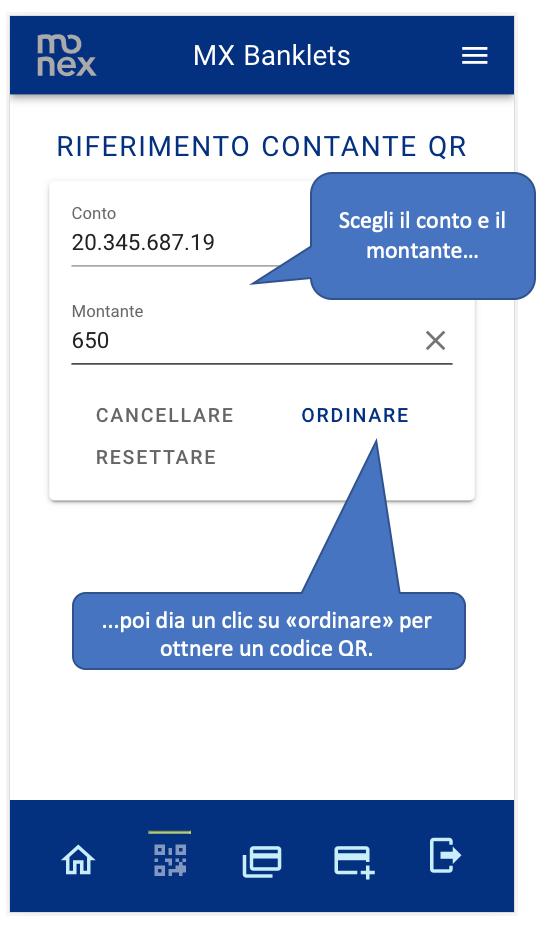 mo
nex
MX Banklets
RIFERIMENTO CONTANTE QR
Conto
20.345.687.19
Scegli il conto e il
montante...
Montante
650
CANCELLARE
ORDINARE
RESETTARE
...poi dia un clic su «ordinare» per
ottnere un codice QR.